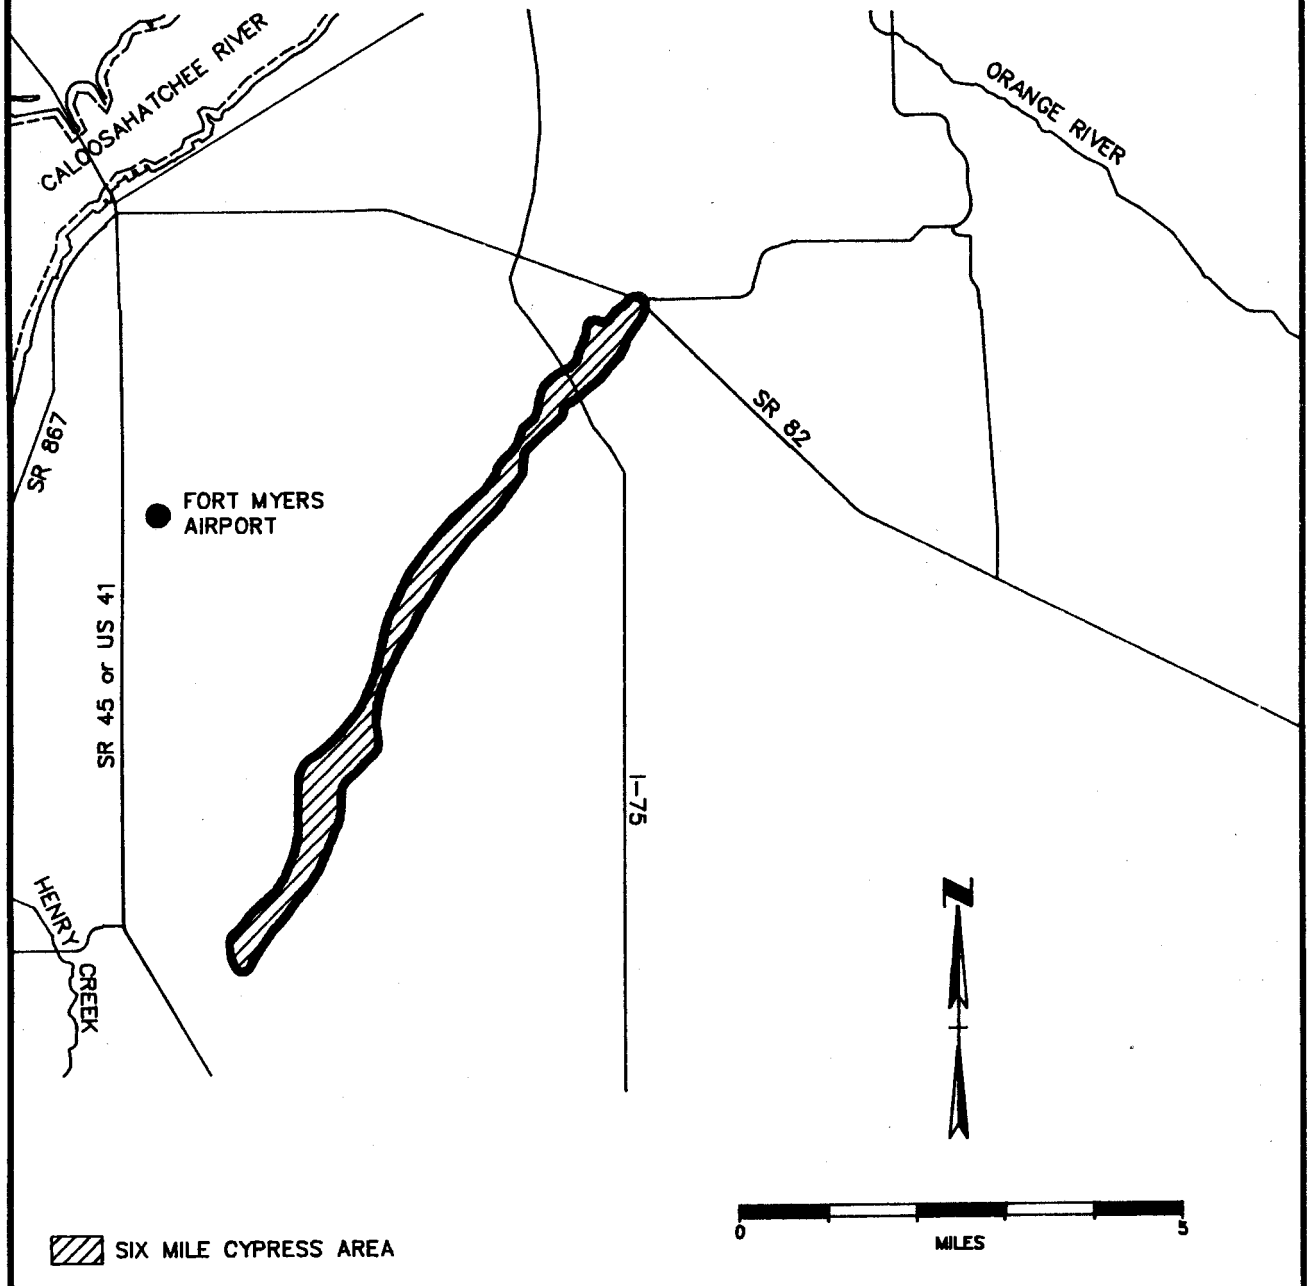 CALOOSAHATCHEE RIVER
ORANGE RIVER
SR 82
SR 867
FORT MYERS
AIRPORT
SR 45 or US 41
I-75
HENRY
CREEK
N
0 5
MILES
SIX MILE CYPRESS AREA